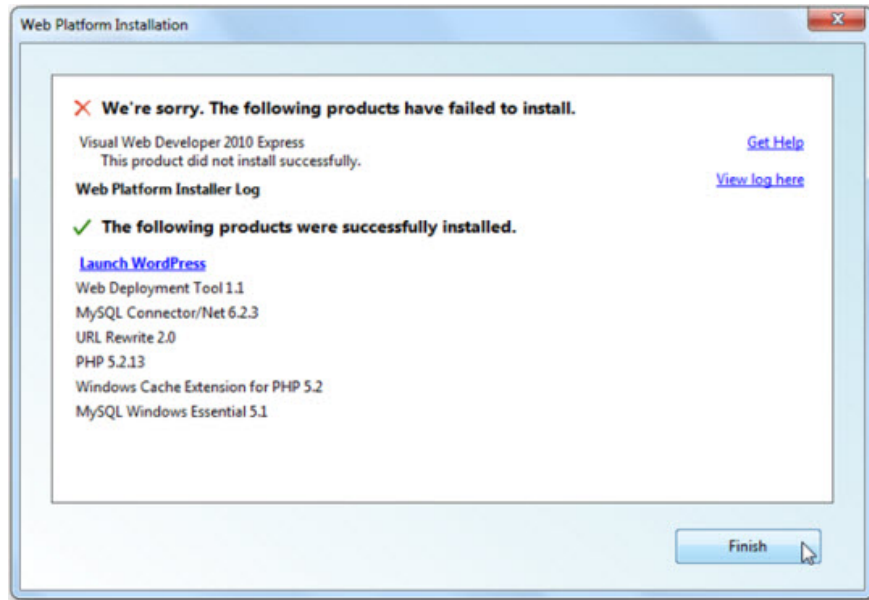 Web Platform Installation
We're sorry. The following products have failed to install.
Visual Web Developer 2010 Express
Get Help
This product did not install successfully.
Web Platform Installer Log
View log here
The following products were successfully installed.
Launch WordPress
Web Deployment Tool 1.1
MySQL Connector/Net 6.2.3
URL Rewrite 2.0
PHP 5.2.13
Windows Cache Extension for PHP 5.2
MySQL Windows Essential 5.1
Finish